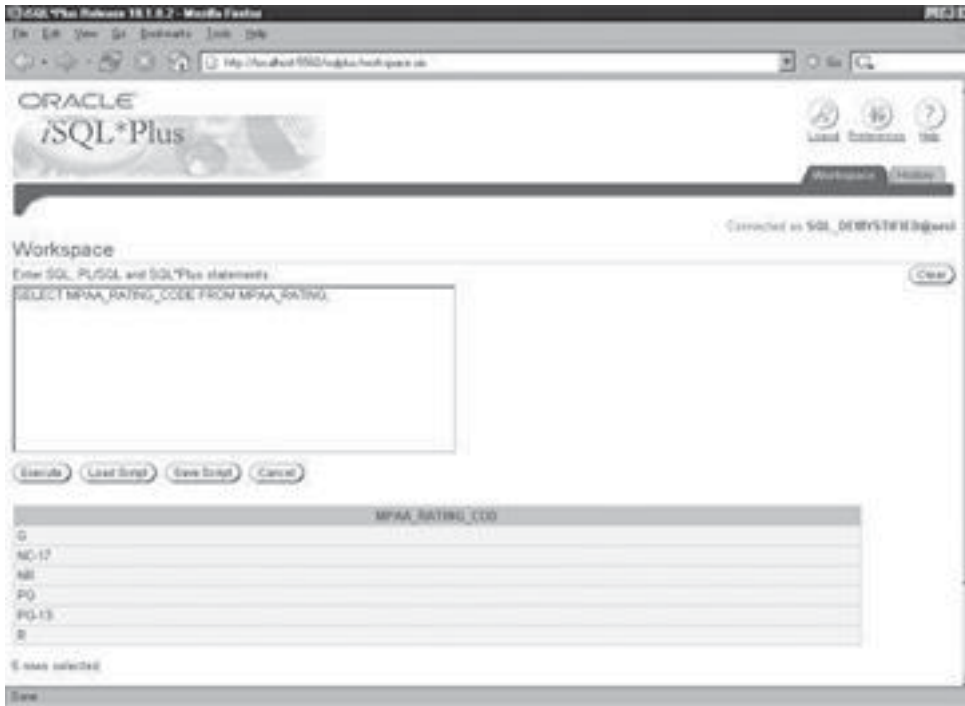 iSQL*Plus Release 10.1.0.2 - Mozilla Firefox
File Edit View Go Bookmarks Tools Help
Go
ORACLE
iSQL*Plus
Logout Preferences Help
Workspace History
Connected as SQL_DEMYSTIFIED@orcl
Workspace
Enter SQL, PL/SQL and SQL*Plus statements.
Clear
SELECT MPAA_RATING_CODE FROM MPAA_RATING;
Execute Load Script Save Script Cancel
MPAA_RATING_COD
G
NC-17
NR
PG
PG-13
R
6 rows selected.
Done